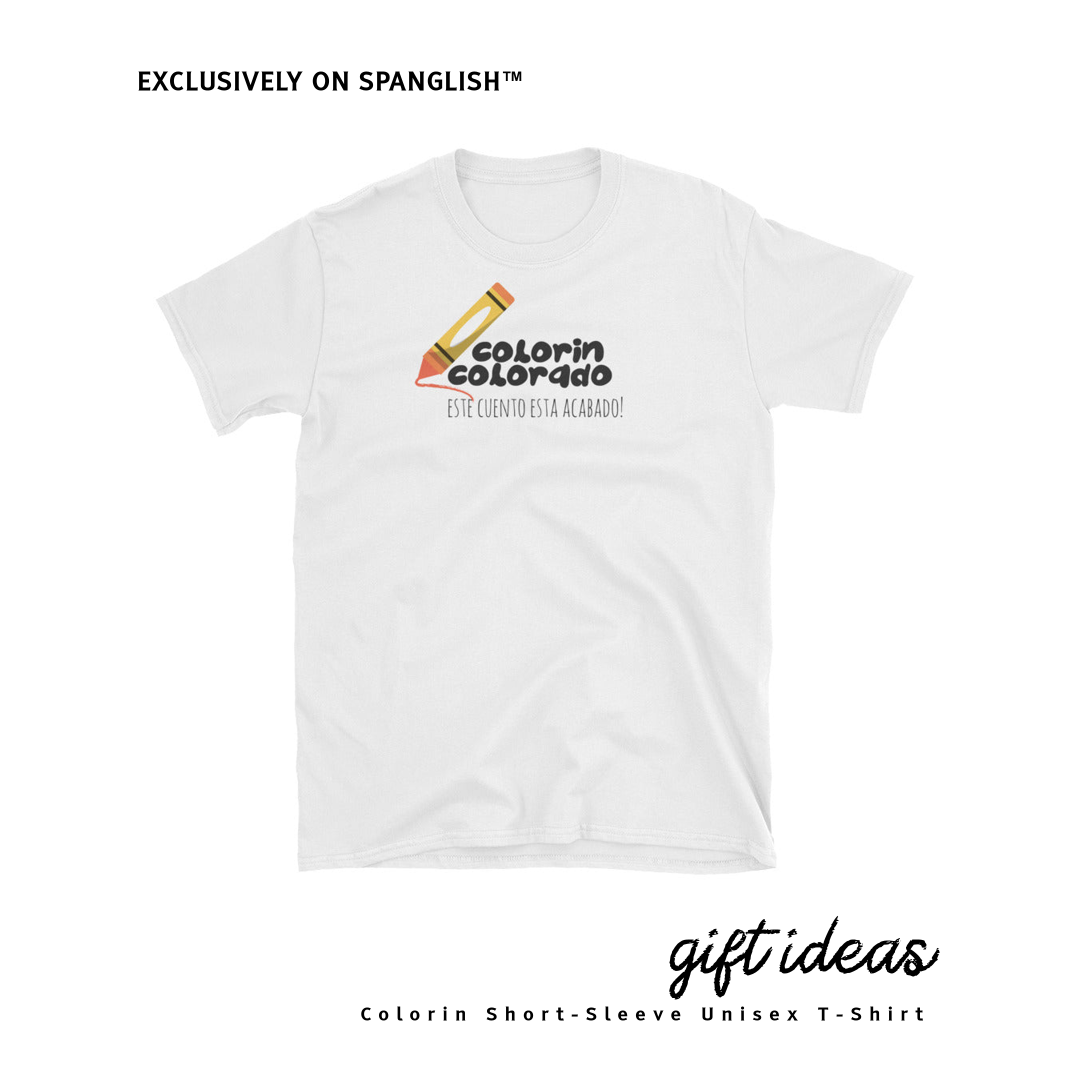 EXCLUSIVELY ON SPANGLISH™
colorin
colorado
ESTE CUENTO ESTA ACABADO!
gift ideas
Colorin Short-Sleeve Unisex T-Shirt